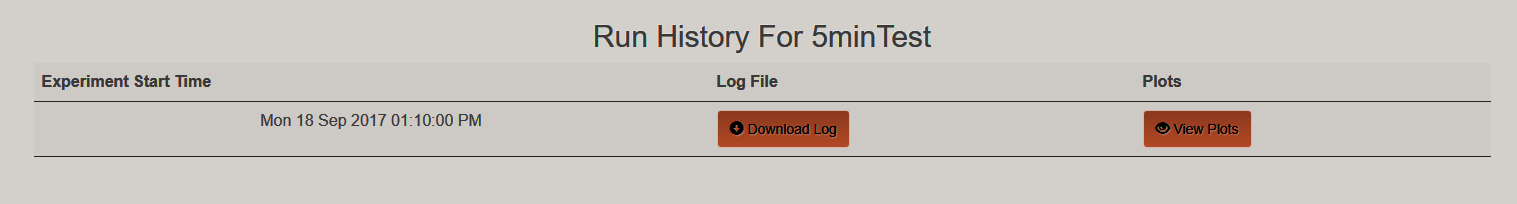 Run History For 5minTest
Experiment Start Time Log File Plots
Mon 18 Sep 2017 01:10:00 PM Download Log View Plots